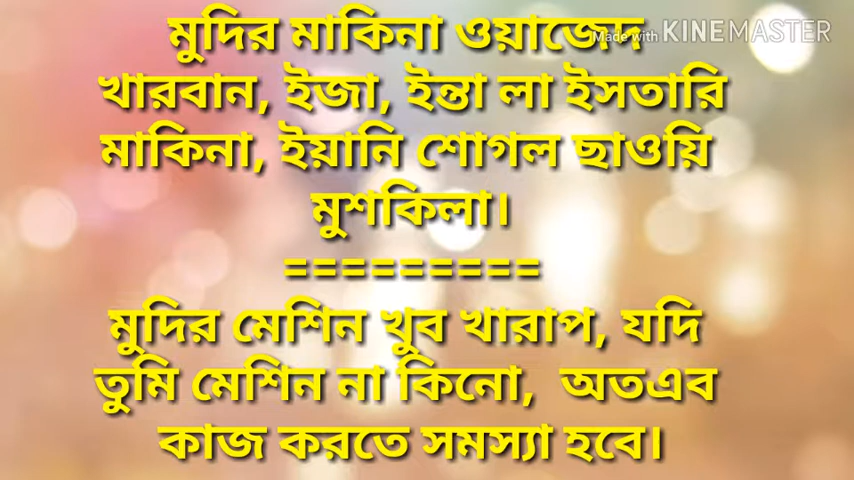 মুদির মাকিনা ওয়াজেদ
Made with KINEMASTER
খারবান, ইজা, ইন্তা লা ইসতারি
মাকিনা, ইয়ানি শোগল ছাওয়ি
মুশকিলা।
=========
মুদির মেশিন খুব খারাপ, যদি
তুমি মেশিন না কিনো, অতএব
কাজ করতে সমস্যা হবে।